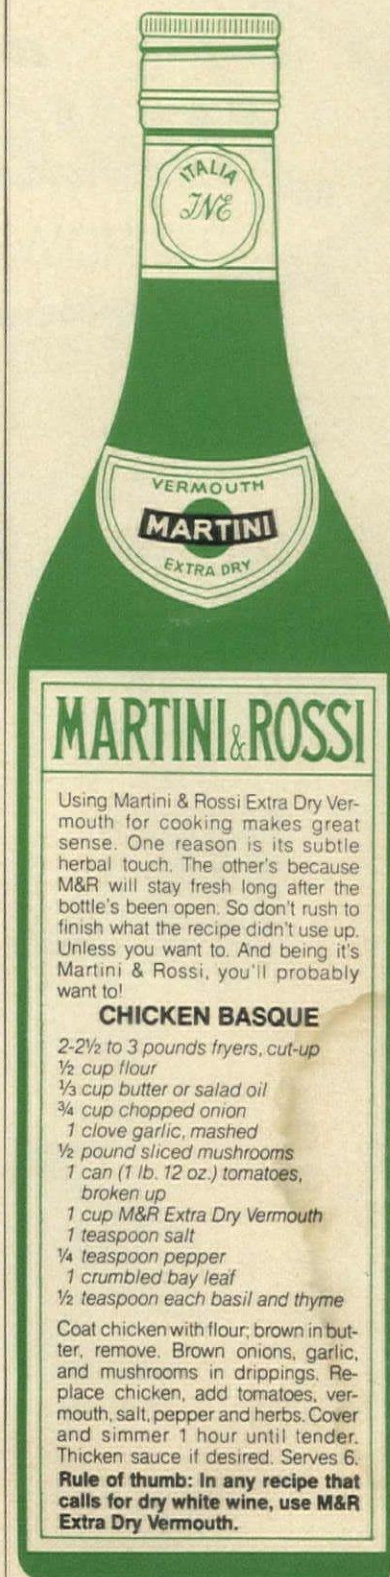 ITALIA
VERMOUTH
MARTINI
EXTRA DRY
MARTINI & ROSSI
Using Martini & Rossi Extra Dry Ver-
mouth for cooking makes great
sense. One reason is its subtle
herbal touch. The other's because
M&R will stay fresh long after the
bottle's been open. So don't rush to
finish what the recipe didn't use up.
Unless you want to. And being it's
Martini & Rossi, you'll probably
want to!
CHICKEN BASQUE
2-2½ to 3 pounds fryers, cut-up
½ cup flour
⅓ cup butter or salad oil
¾ cup chopped onion
1 clove garlic, mashed
½ pound sliced mushrooms
1 can (1 lb. 12 oz.) tomatoes,
broken up
1 cup M&R Extra Dry Vermouth
1 teaspoon salt
¼ teaspoon pepper
1 crumbled bay leaf
½ teaspoon each basil and thyme
Coat chicken with flour; brown in but-
ter, remove. Brown onions, garlic,
and mushrooms in drippings. Re-
place chicken, add tomatoes, ver-
mouth, salt, pepper and herbs. Cover
and simmer 1 hour until tender.
Thicken sauce if desired. Serves 6.
Rule of thumb: In any recipe that
calls for dry white wine, use M&R
Extra Dry Vermouth.